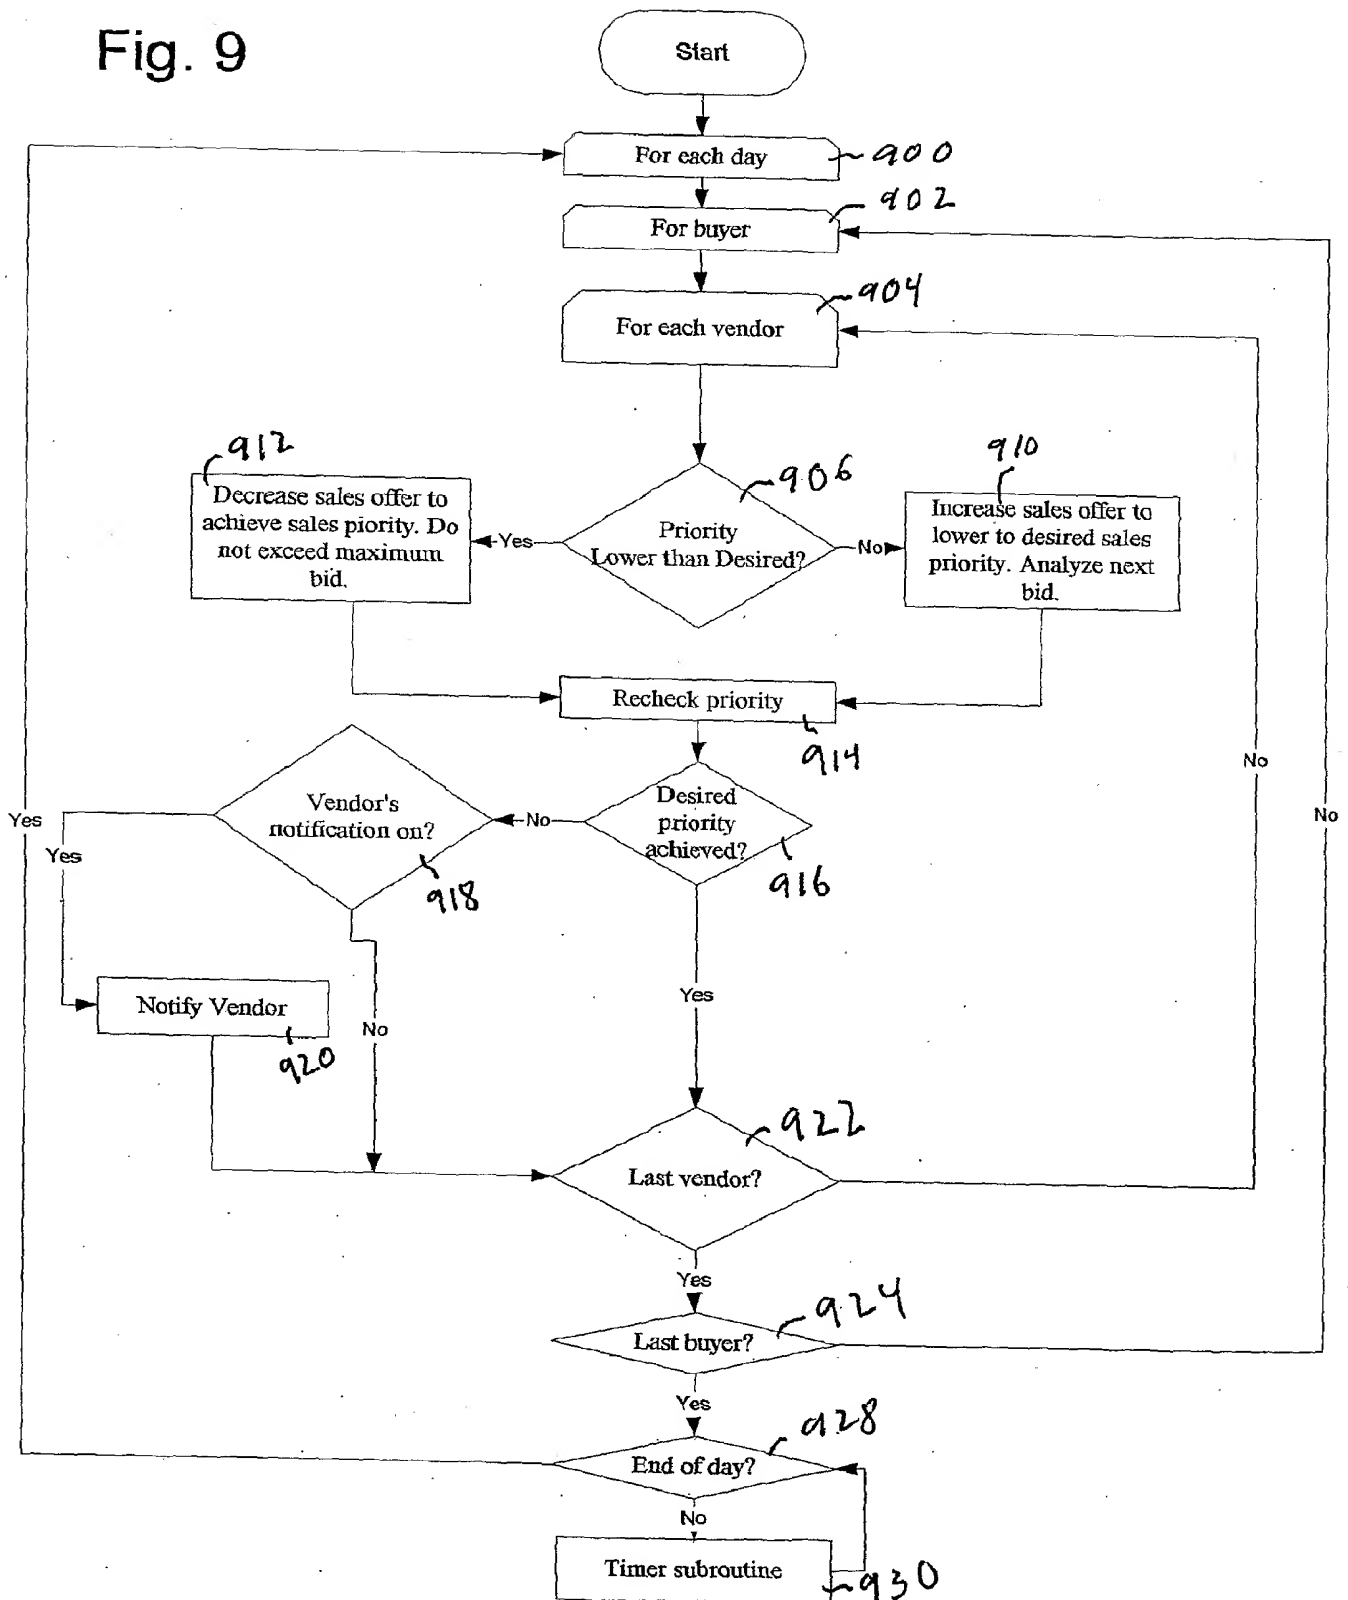 Fig. 9
Start
For each day
900
902
For buyer
904
For each vendor
912
910
906
Decrease sales offer to
achieve sales piority. Do
not exceed maximum
bid.
Yes
Priority
Lower than Desired?
No
Increase sales offer to
lower to desired sales
priority. Analyze next
bid.
Recheck priority
914
No
Vendor's
notification on?
918
No
Desired
priority
achieved?
916
Yes
Yes
No
Yes
Notify Vendor
920
No
922
Last vendor?
Yes
924
Last buyer?
Yes
928
End of day?
No
Timer subroutine
930